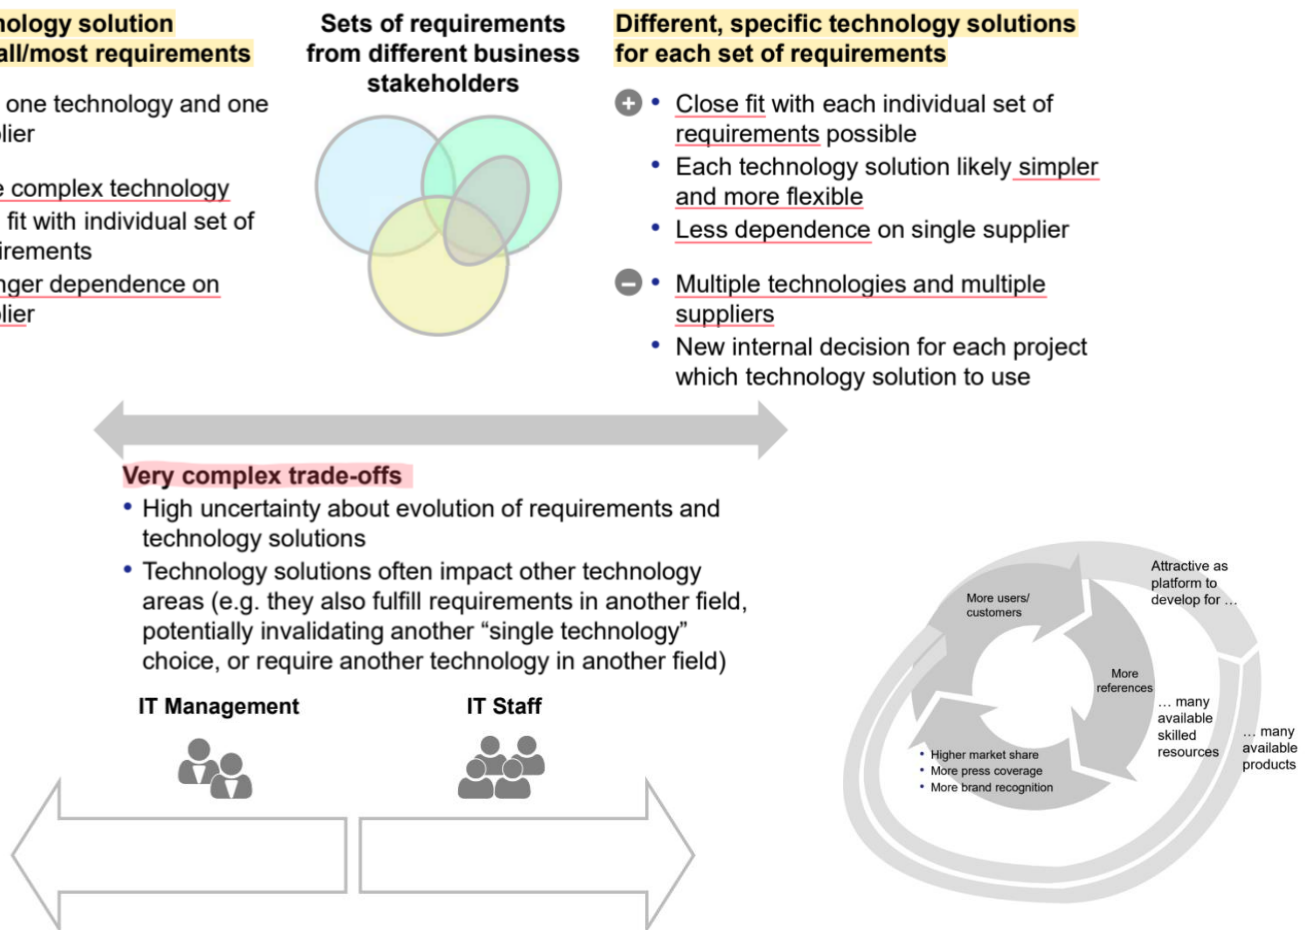 nology solution
all/most requirements
one technology and one
lier
e complex technology
fit with individual set of
irements
nger dependence on
lier
Sets of requirements
from different business
stakeholders
Different, specific technology solutions
for each set of requirements
+ • Close fit with each individual set of
requirements possible
• Each technology solution likely simpler
and more flexible
• Less dependence on single supplier
− • Multiple technologies and multiple
suppliers
• New internal decision for each project
which technology solution to use
Very complex trade-offs
• High uncertainty about evolution of requirements and
technology solutions
• Technology solutions often impact other technology
areas (e.g. they also fulfill requirements in another field,
potentially invalidating another “single technology”
choice, or require another technology in another field)
IT Management
IT Staff
More users/
customers
More
references
• Higher market share
• More press coverage
• More brand recognition
Attractive as
platform to
develop for …
… many
available
skilled
resources
… many
available
products